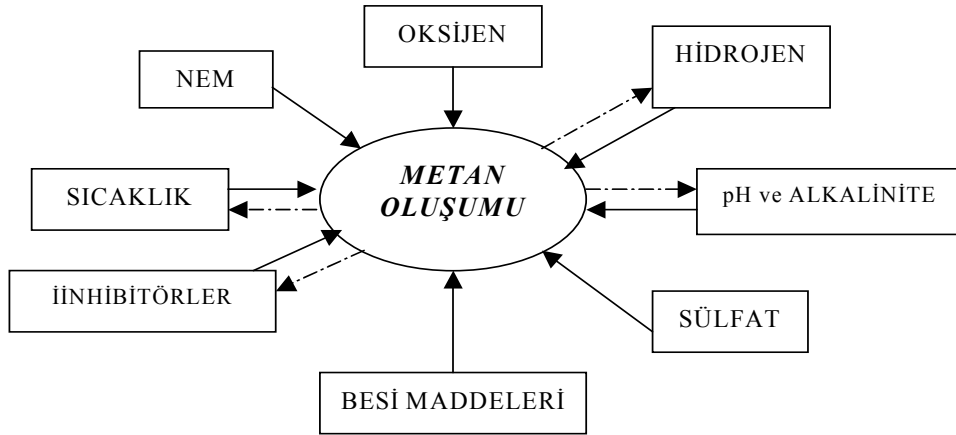 OKSİJEN
HİDROJEN
NEM
METAN
OLUŞUMU
SICAKLIK
pH ve ALKALİNİTE
İİNHİBİTÖRLER
SÜLFAT
BESİ MADDELERİ